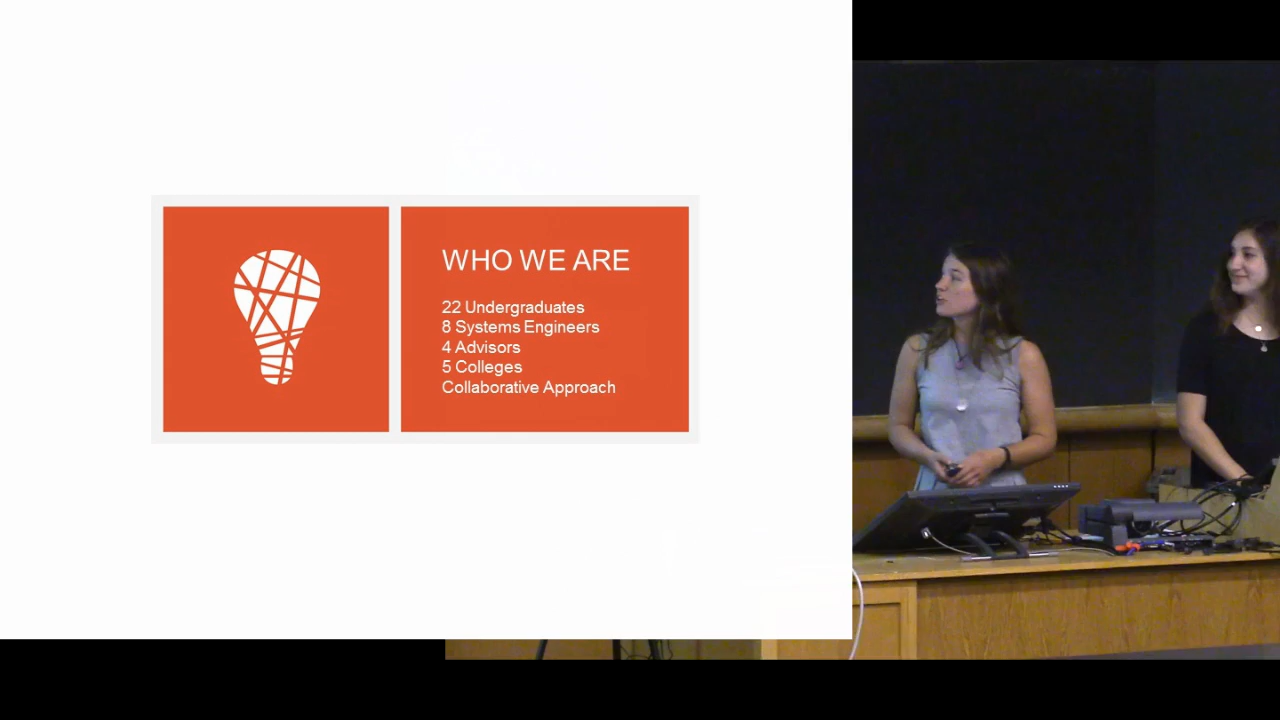 WHO WE ARE
22 Undergraduates
8 Systems Engineers
4 Advisors
5 Colleges
Collaborative Approach